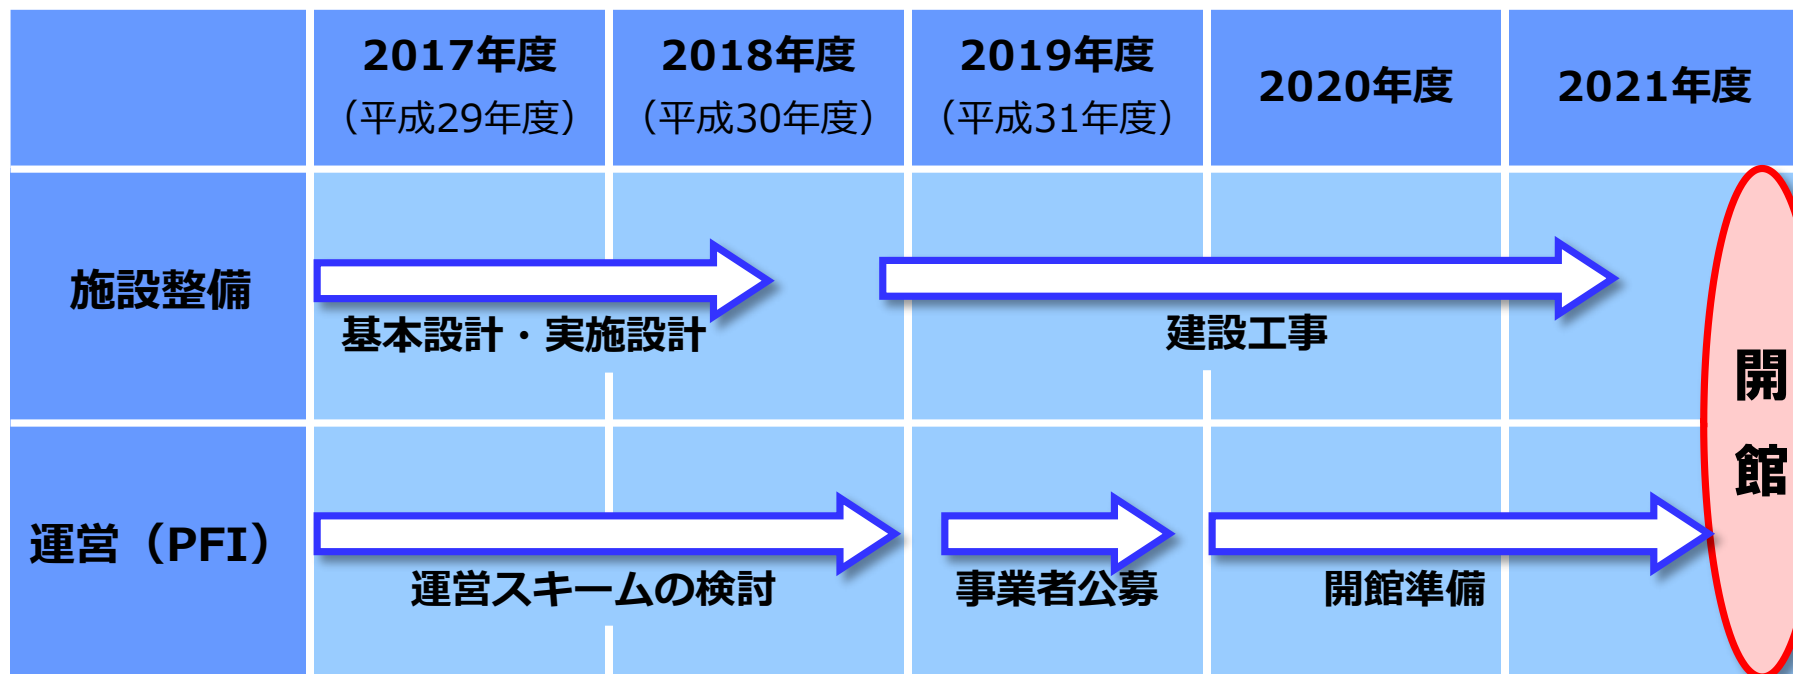 2017年度
（平成29年度）
2018年度
（平成30年度）
2019年度
（平成31年度）
2020年度
2021年度
施設整備
基本設計・実施設計
建設工事
運営（PFI）
運営スキームの検討
事業者公募
開館準備
開
館